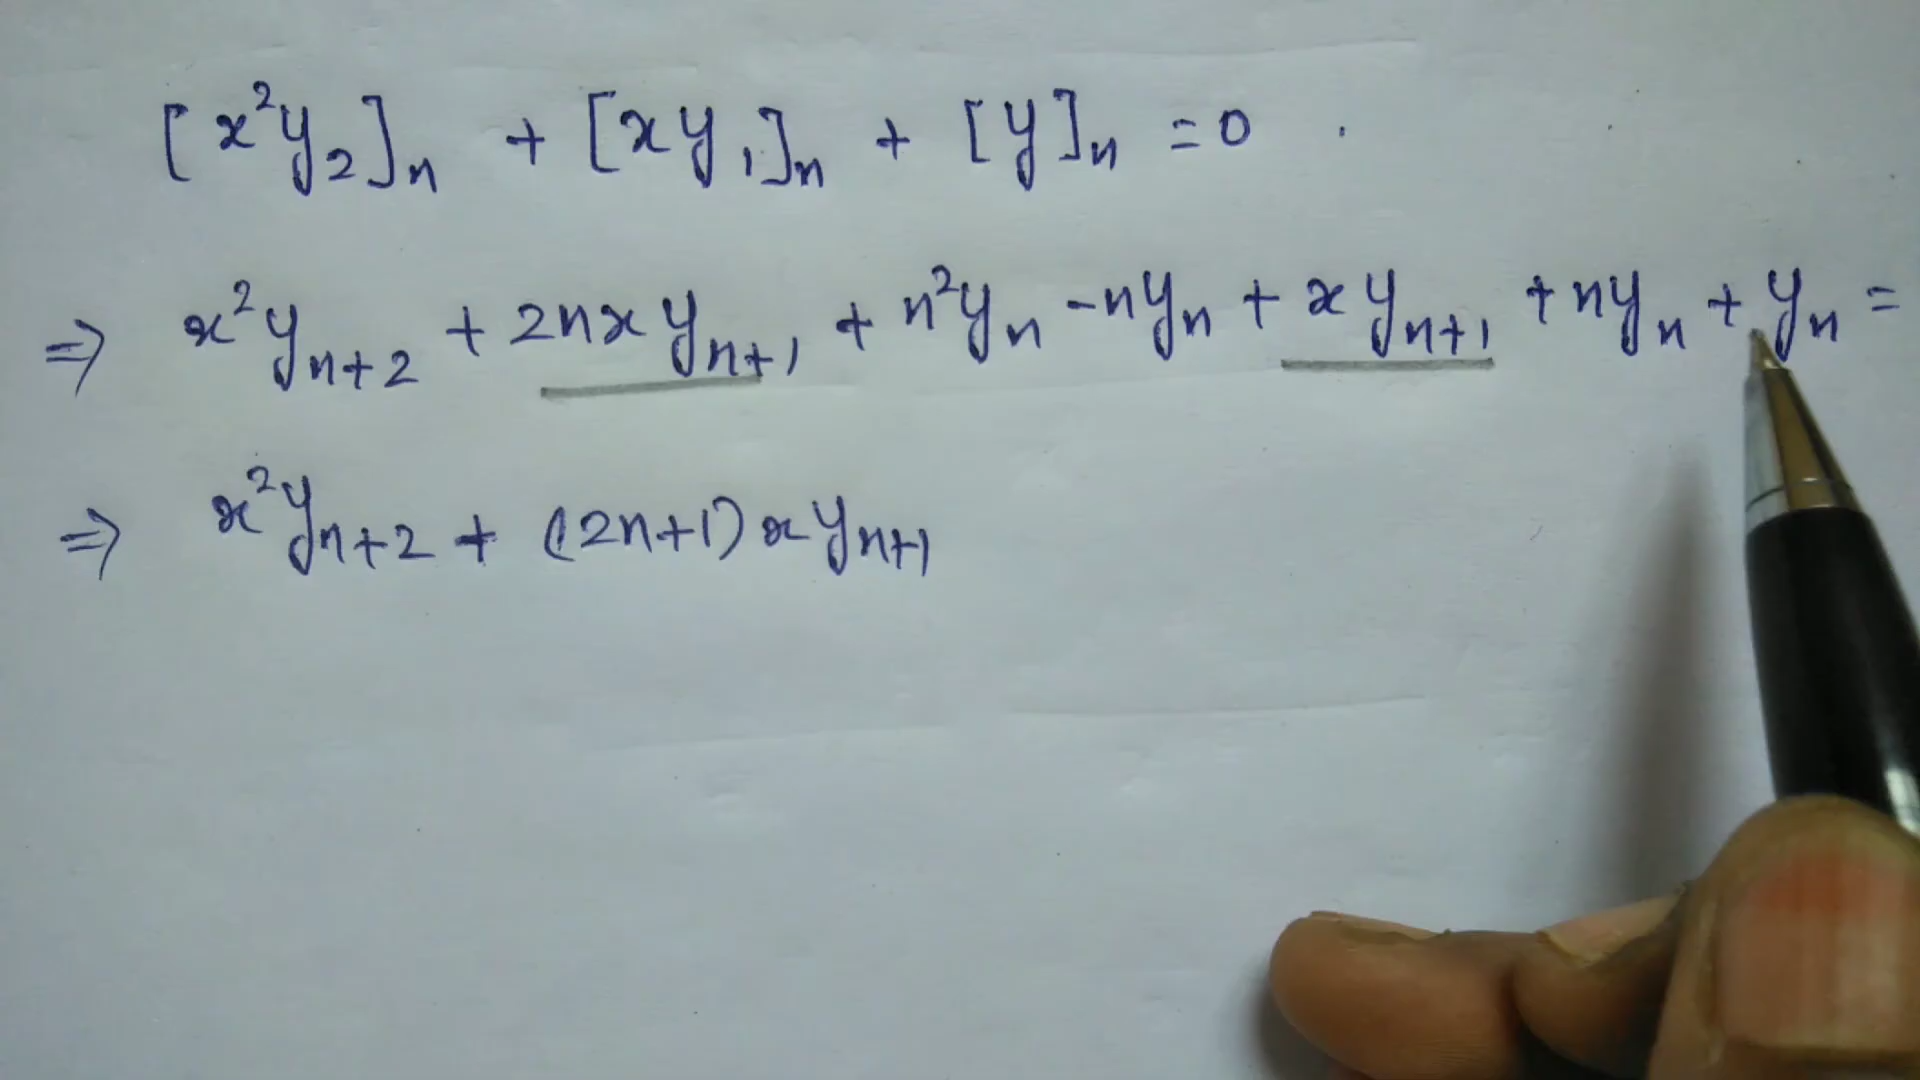 [x²y₂]ₙ + [xy₁]ₙ + [y]ₙ = 0
⇒ x²yₙ₊₂ + 2nxyₙ₊₁ + n²yₙ - nyₙ + xyₙ₊₁ + nyₙ + yₙ =
⇒ x²yₙ₊₂ + (2n+1)xyₙ₊₁